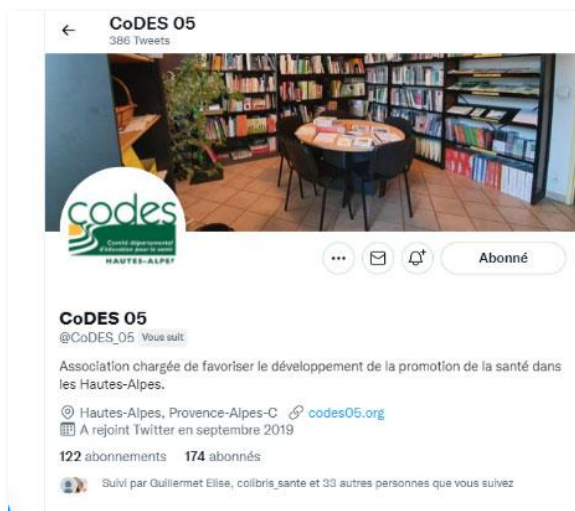 CoDES 05
386 Tweets
codes
Comité départemental
d'éducation pour la santé
HAUTES-ALPES
Abonné
CoDES 05
@CoDES_05 Vous suit
Association chargée de favoriser le développement de la promotion de la santé dans
les Hautes-Alpes.
Hautes-Alpes, Provence-Alpes-C codes05.org
A rejoint Twitter en septembre 2019
122 abonnements 174 abonnés
Suivi par Guillermet Elise, colibris_sante et 33 autres personnes que vous suivez